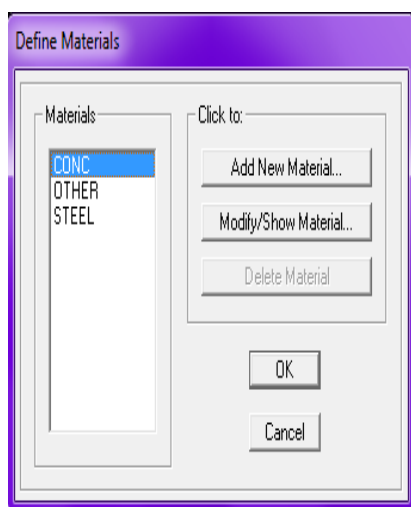 Define Materials
Materials
CONC
OTHER
STEEL
Click to:
Add New Material...
Modify/Show Material...
Delete Material
OK
Cancel